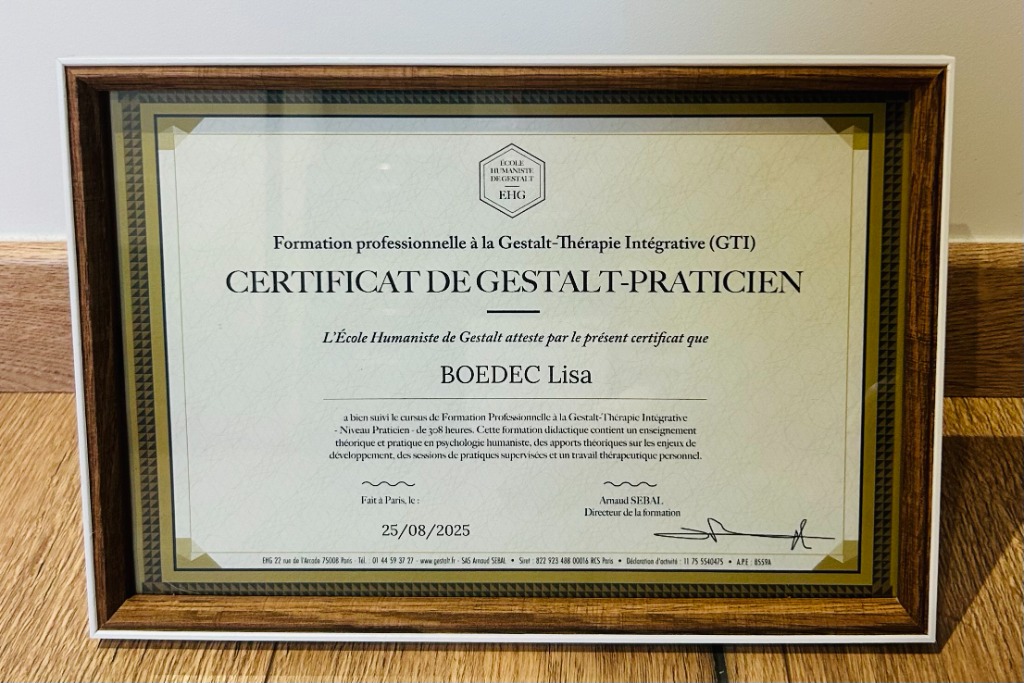 ÉCOLE
HUMANISTE
DE GESTALT
EHG
Formation professionnelle à la Gestalt-Thérapie Intégrative (GTI)
CERTIFICAT DE GESTALT-PRATICIEN
L'École Humaniste de Gestalt atteste par le présent certificat que
BOEDEC Lisa
a bien suivi le cursus de Formation Professionnelle à la Gestalt-Thérapie Intégrative
- Niveau Praticien - de 308 heures. Cette formation didactique contient un enseignement
théorique et pratique en psychologie humaniste, des apports théoriques sur les enjeux de
développement, des sessions de pratiques supervisées et un travail thérapeutique personnel.
Fait à Paris, le :
25/08/2025
Arnaud SEBAL
Directeur de la formation
EHG 22 rue de l'Arcade 75008 Paris Tél. : 01 44 59 37 27 - www.gestalt.fr - SAS Arnaud SEBAL • Siret : 822 923 488 00016 RCS Paris • Déclaration d'activité : 11 75 5540475 • A.P.E : 8559A